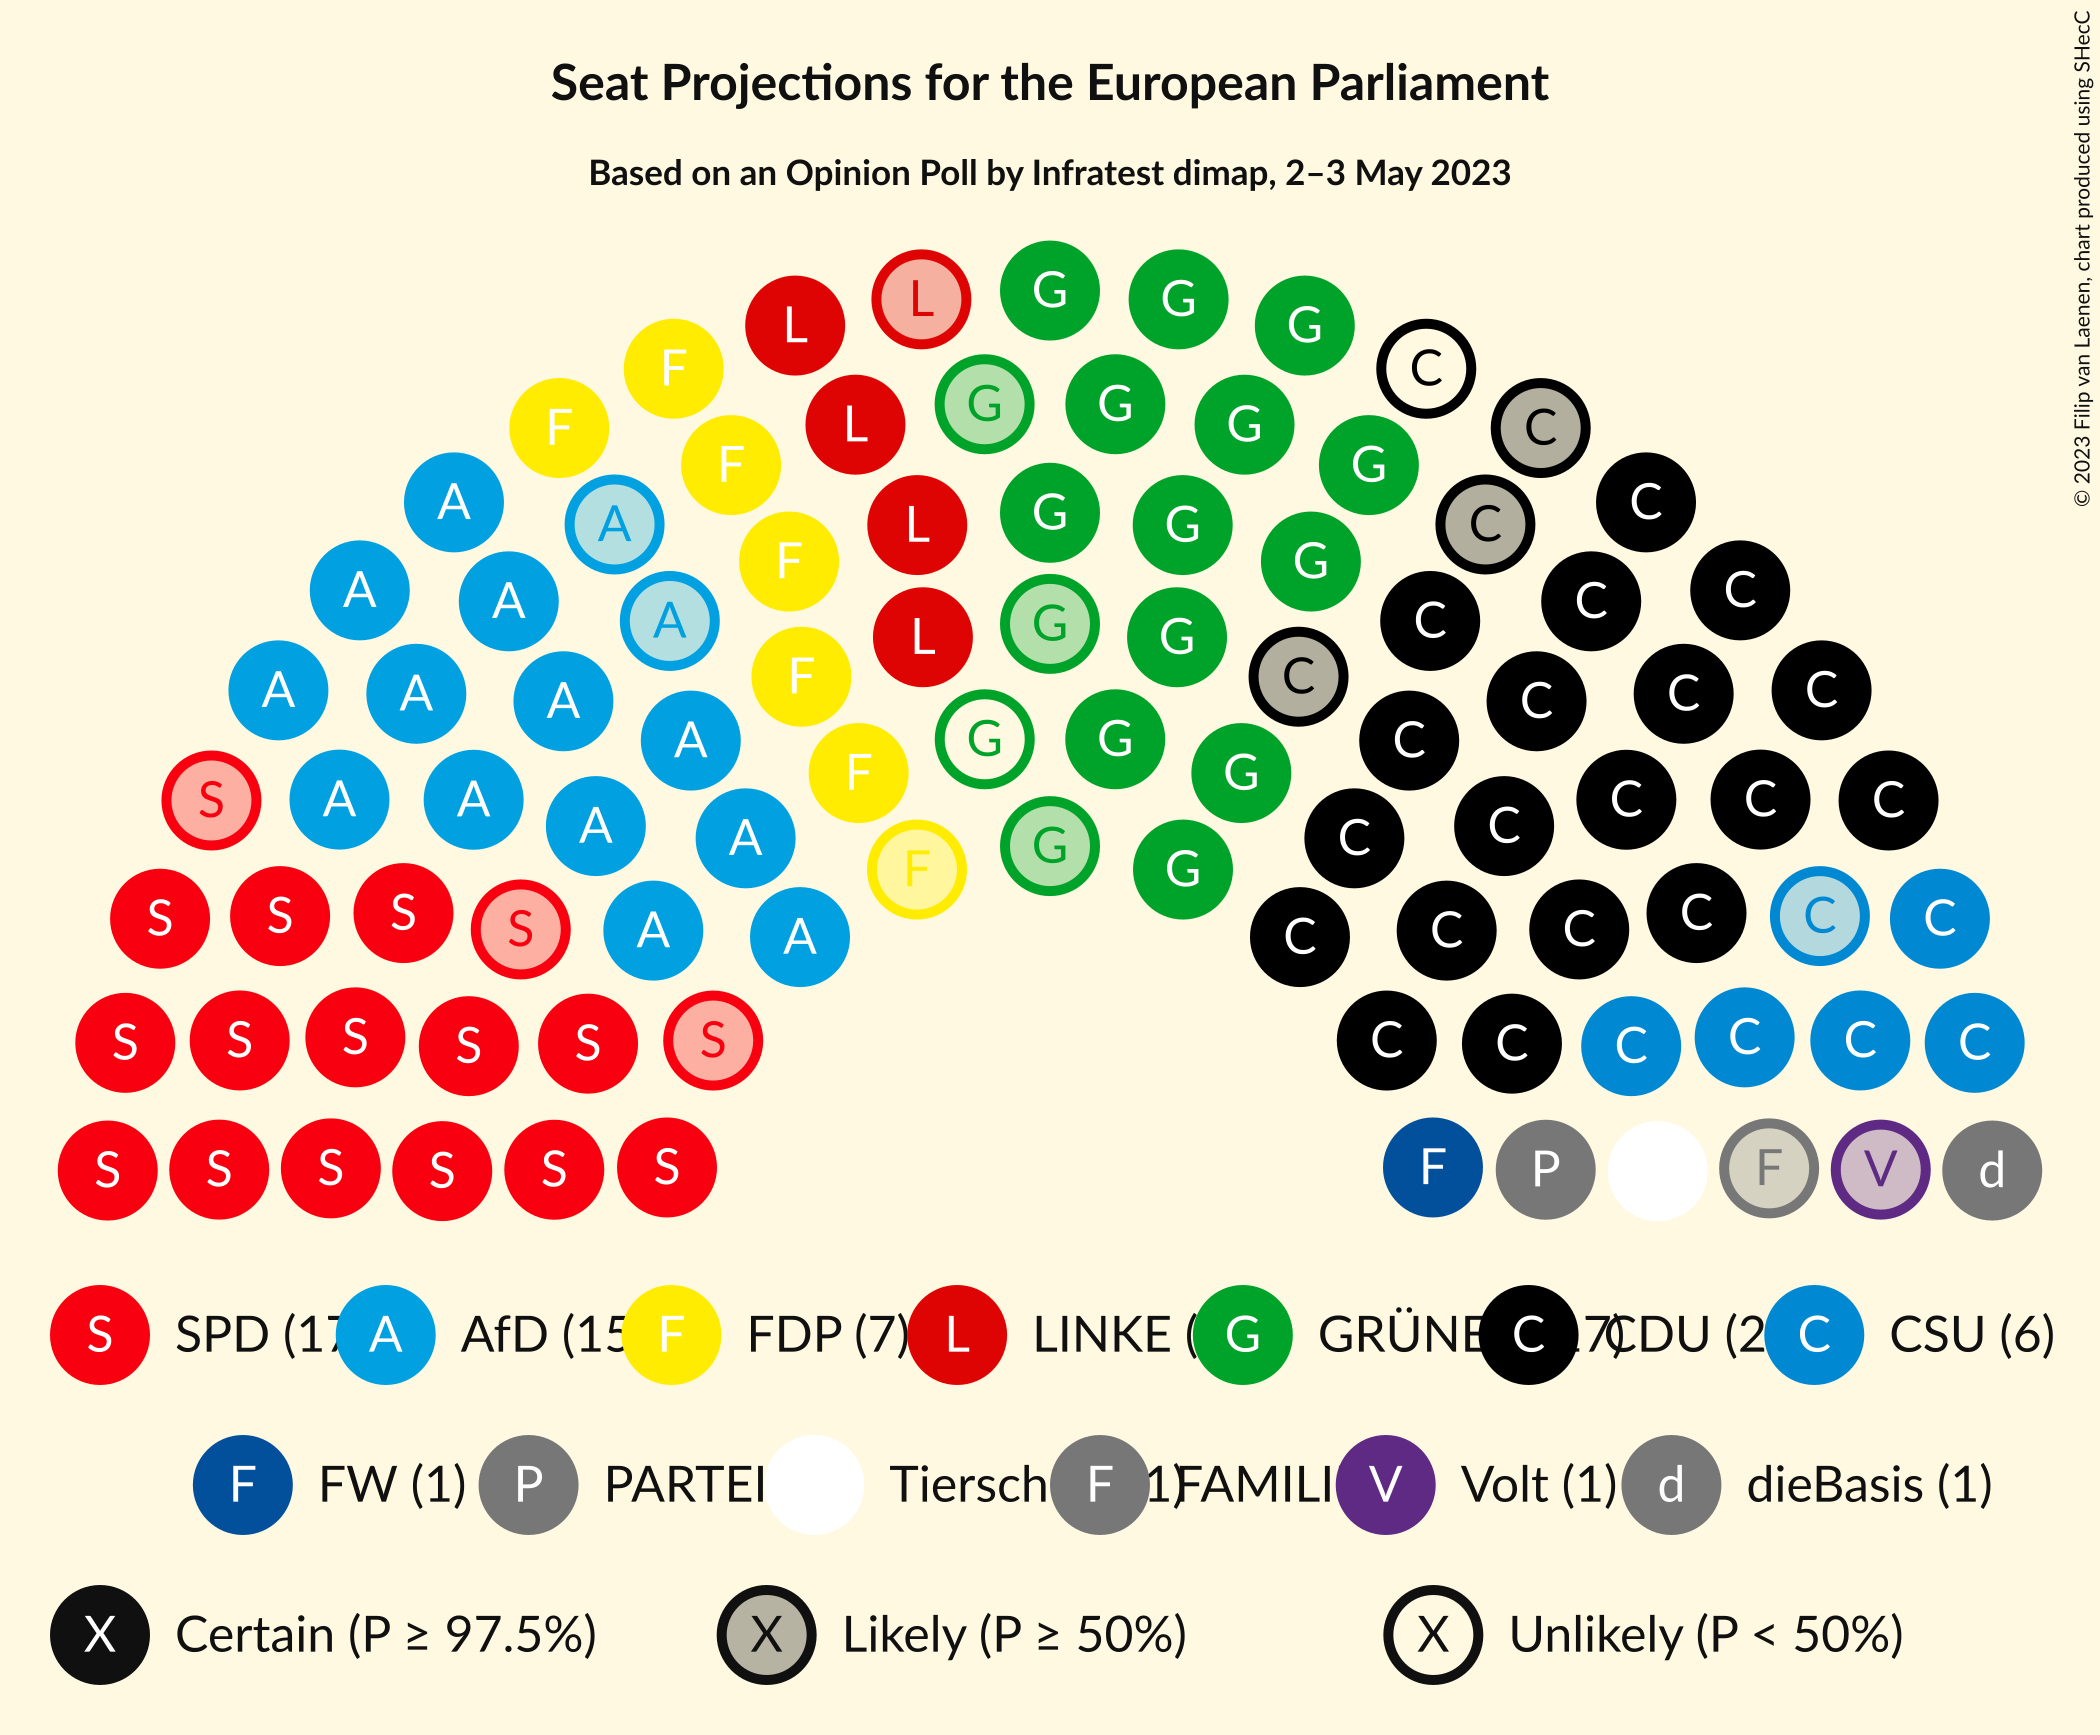 © 2023 Filip van Laenen, chart produced using SHecC
Seat Projections for the European Parliament
Based on an Opinion Poll by Infratest dimap, 2–3 May 2023
L G G
L G
F C
G G
F L G C
F G
A G C
A L G C
F G
A A C C
A L G G C
A A A F C C C C
A G G C
F G
S A A C C C
A A G C C
F G
S S S S A A C C C C C C
S S S S S S C C C C C C
S S S S S S F P F V d
S SPD (17 A AfD (15 F FDP (7) L LINKE ( G GRÜNE C 7) CDU (2 C CSU (6)
F FW (1) P PARTEI Tiersch F 1) FAMILI V Volt (1) d dieBasis (1)
X Certain (P ≥ 97.5%) X Likely (P ≥ 50%) X Unlikely (P < 50%)